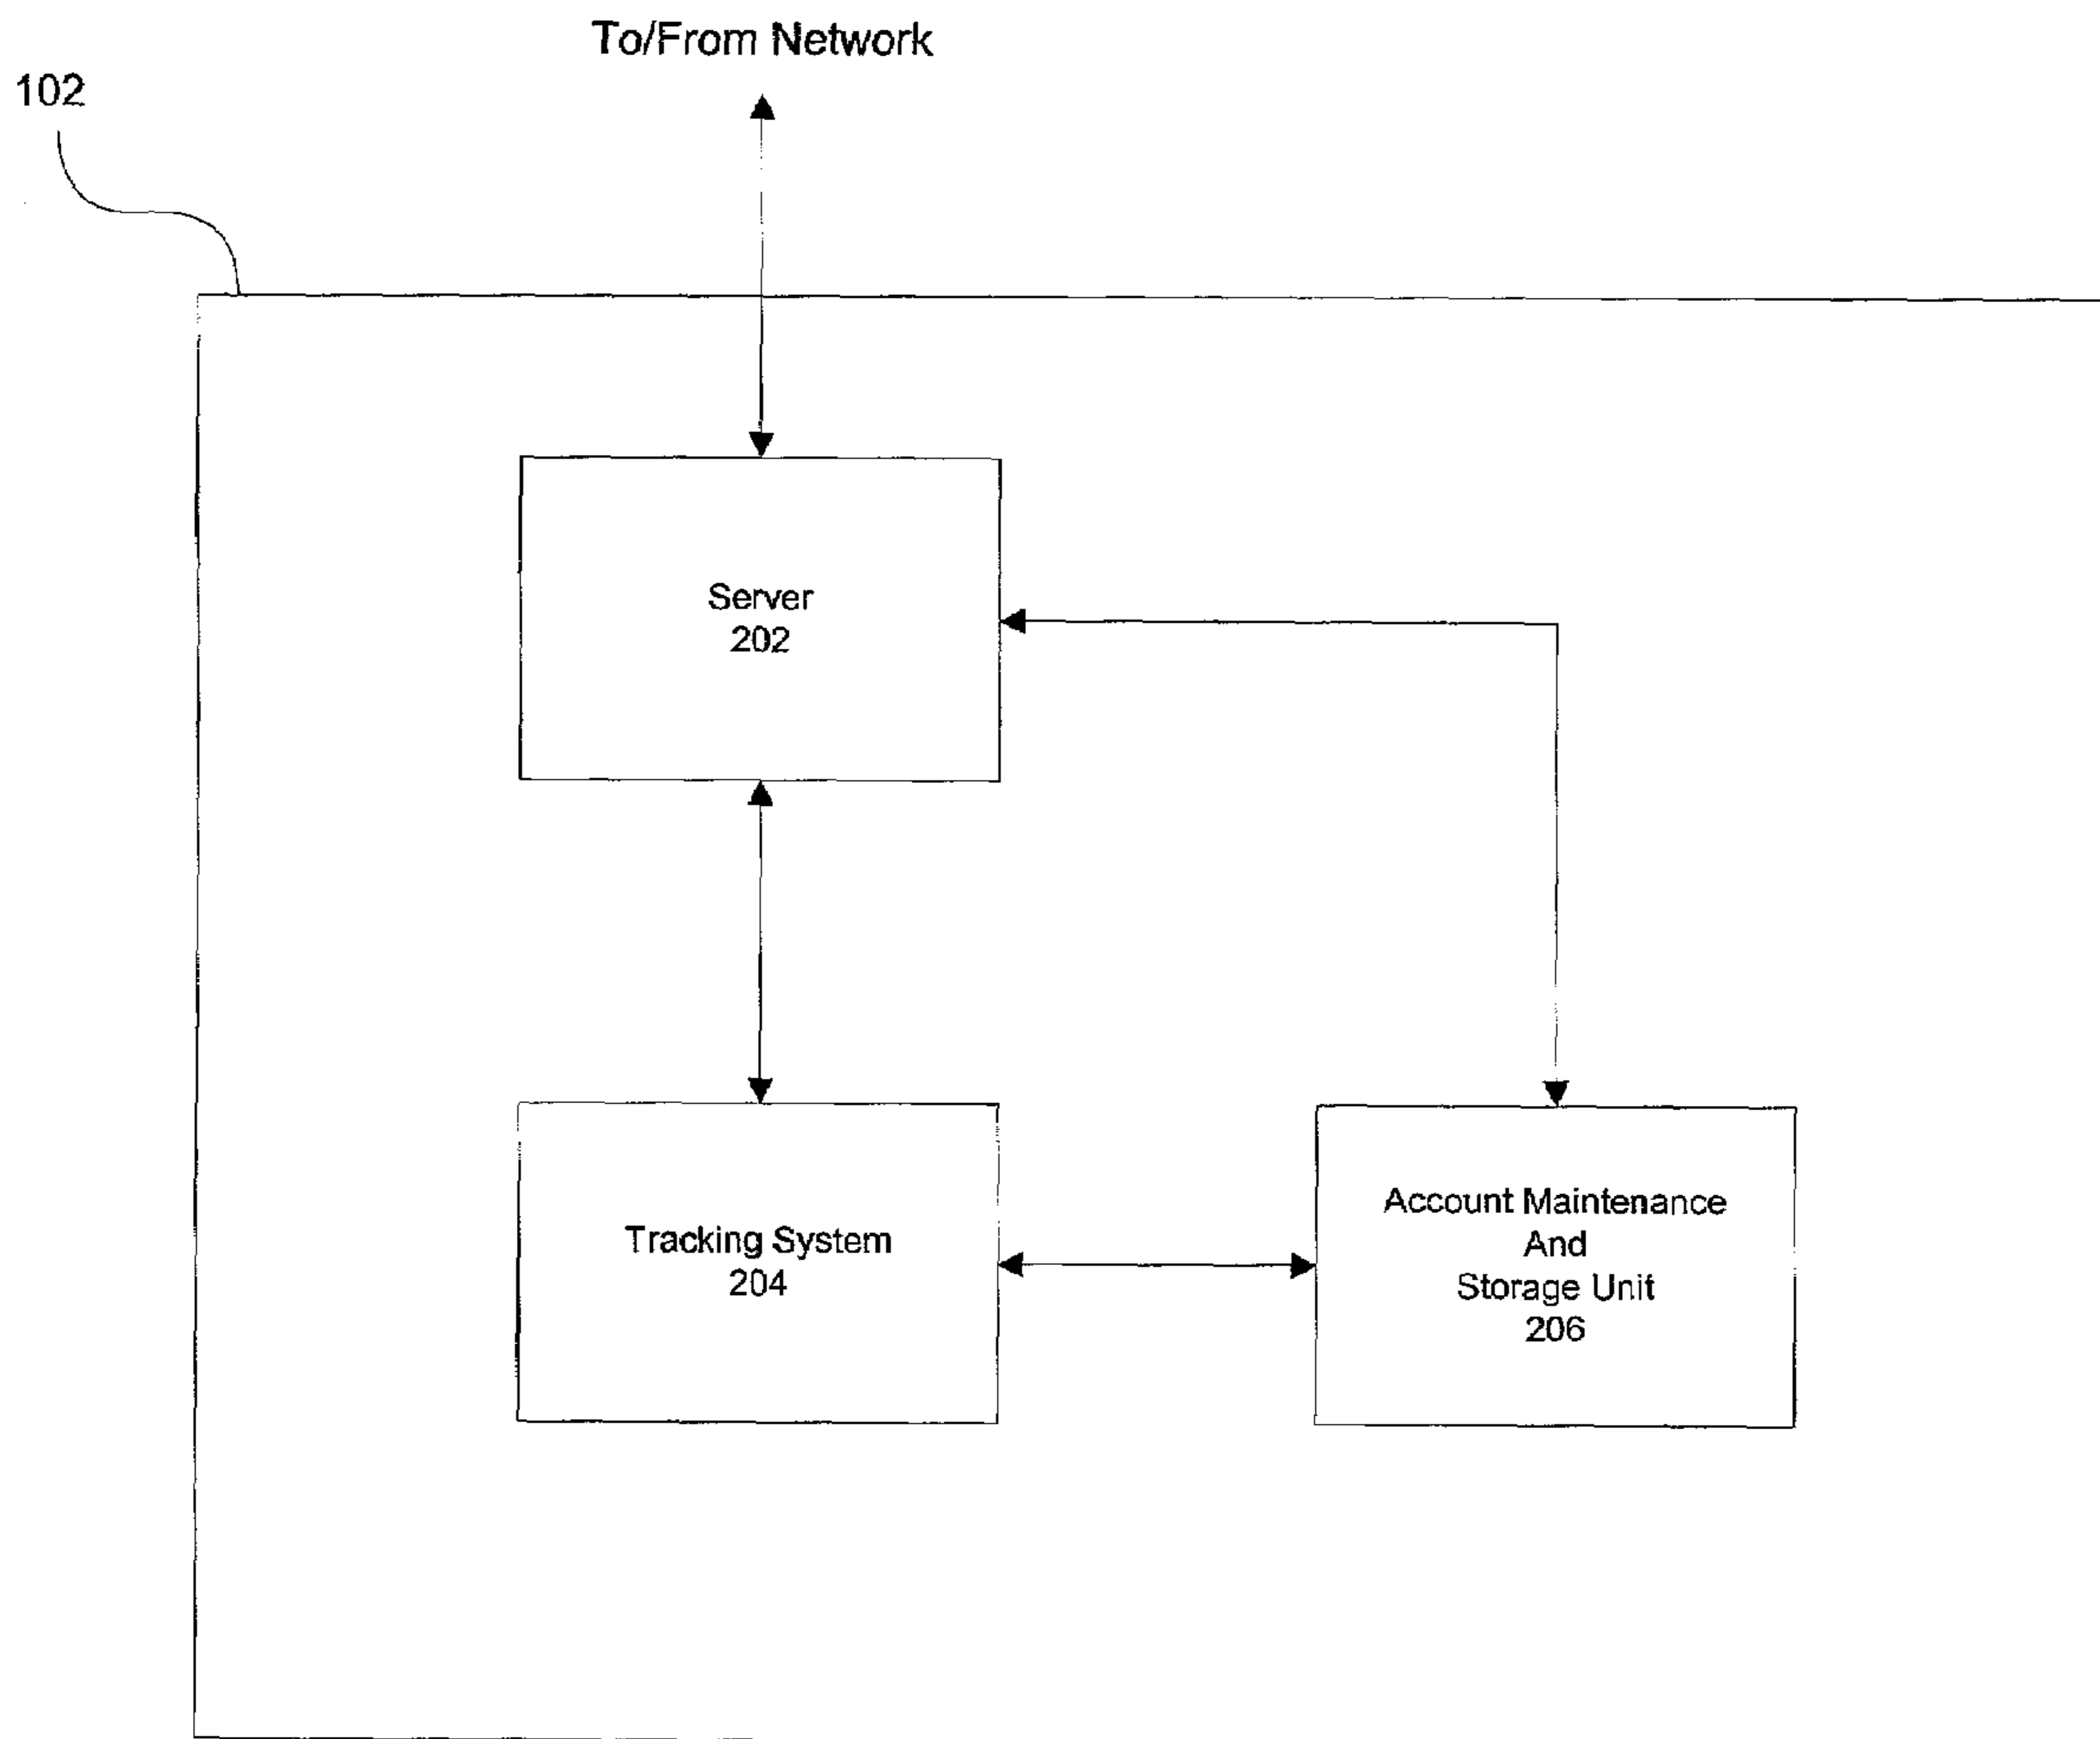 To/From Network
102
Server
202
Tracking System
204
Account Maintenance
And
Storage Unit
206